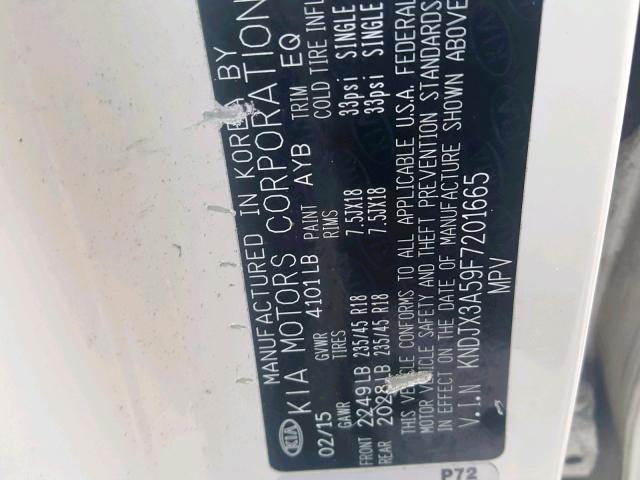 MANUFACTURED IN KOREA BY
KIA KIA MOTORS CORPORATION
02/15 GVWR 4101LB PAINT AYB TRIM EQ
GAWR TIRES RIMS COLD TIRE INFL
FRONT 2249LB 235/45 R18 7.5JX18 33psi SINGLE
REAR 2028LB 235/45 R18 7.5JX18 33psi SINGLE
THIS VEHICLE CONFORMS TO ALL APPLICABLE U.S.A. FEDERAL
MOTOR VEHICLE SAFETY AND THEFT PREVENTION STANDARDS
IN EFFECT ON THE DATE OF MANUFACTURE SHOWN ABOVE
V.I.N KNDJX3A59F7201665
MPV
P72